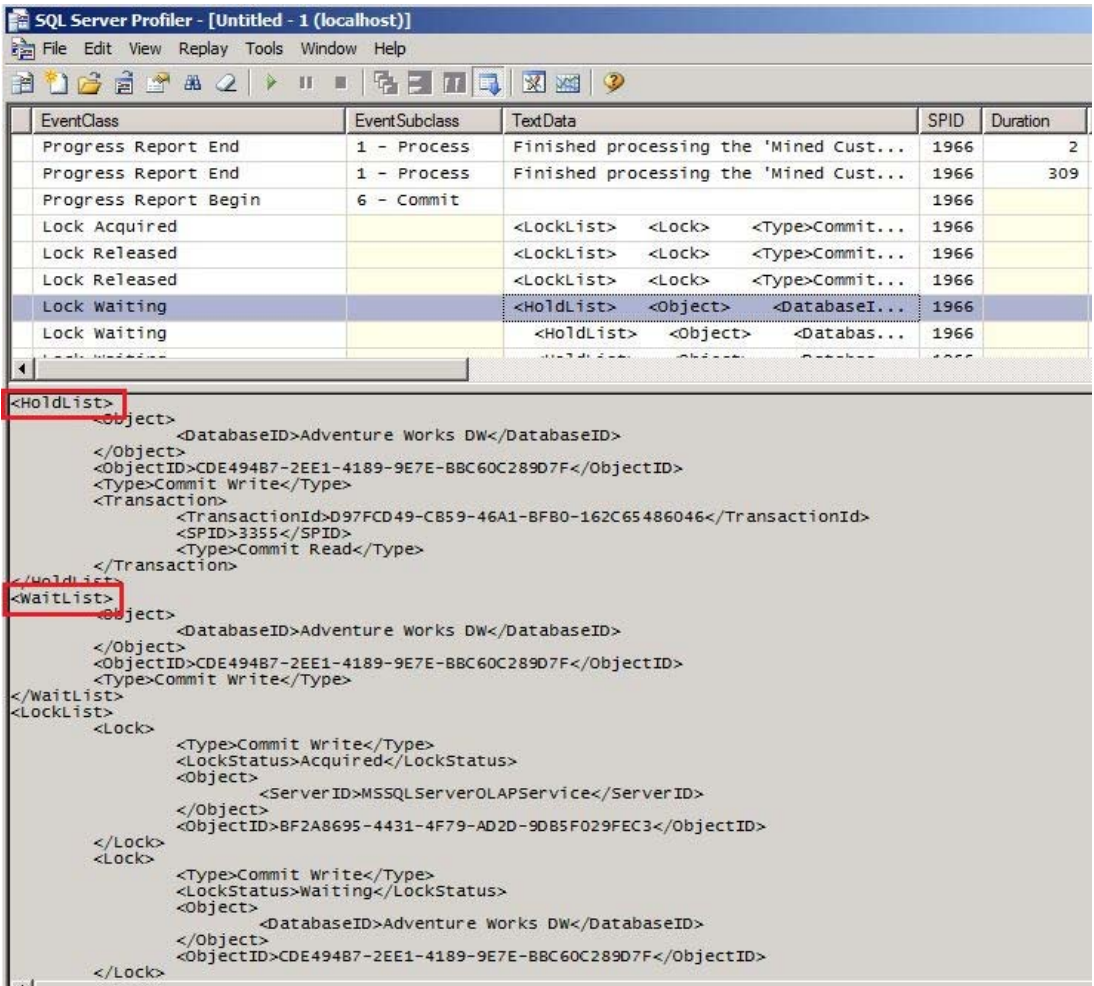 SQL Server Profiler - [Untitled - 1 (localhost)]
File Edit View Replay Tools Window Help
EventClass EventSubclass TextData SPID Duration
Progress Report End 1 - Process Finished processing the 'Mined Cust... 1966 2
Progress Report End 1 - Process Finished processing the 'Mined Cust... 1966 309
Progress Report Begin 6 - Commit 1966
Lock Acquired <LockList> <Lock> <Type>Commit... 1966
Lock Released <LockList> <Lock> <Type>Commit... 1966
Lock Released <LockList> <Lock> <Type>Commit... 1966
Lock Waiting <HoldList> <Object> <DatabaseI... 1966
Lock Waiting <HoldList> <Object> <Databas... 1966
<HoldList>
<Object>
<DatabaseID>Adventure Works DW</DatabaseID>
</Object>
<ObjectID>CDE494B7-2EE1-4189-9E7E-BBC60C289D7F</ObjectID>
<Type>Commit Write</Type>
<Transaction>
<TransactionId>D97FCD49-CB59-46A1-BFB0-162C65486046</TransactionId>
<SPID>3355</SPID>
<Type>Commit Read</Type>
</Transaction>
</HoldList>
<WaitList>
<Object>
<DatabaseID>Adventure Works DW</DatabaseID>
</Object>
<ObjectID>CDE494B7-2EE1-4189-9E7E-BBC60C289D7F</ObjectID>
<Type>Commit Write</Type>
</WaitList>
<LockList>
<Lock>
<Type>Commit Write</Type>
<LockStatus>Acquired</LockStatus>
<Object>
<ServerID>MSSQLServerOLAPService</ServerID>
</Object>
<ObjectID>BF2A8695-4431-4F79-AD2D-9DB5F029FEC3</ObjectID>
</Lock>
<Lock>
<Type>Commit Write</Type>
<LockStatus>Waiting</LockStatus>
<Object>
<DatabaseID>Adventure Works DW</DatabaseID>
</Object>
<ObjectID>CDE494B7-2EE1-4189-9E7E-BBC60C289D7F</ObjectID>
</Lock>